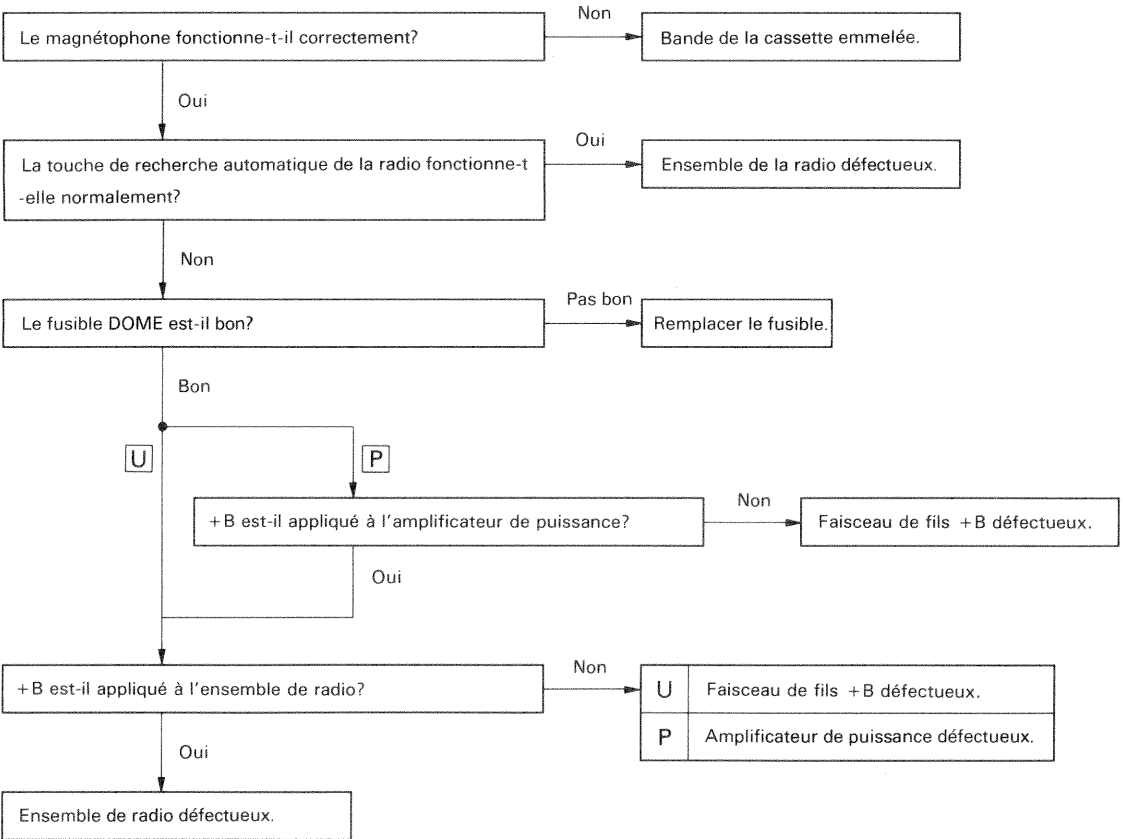 Non
Le magnétophone fonctionne-t-il correctement?
Bande de la cassette emmelée.
Oui
La touche de recherche automatique de la radio fonctionne-t
-elle normalement?
Oui
Ensemble de la radio défectueux.
Non
Le fusible DOME est-il bon?
Pas bon
Remplacer le fusible.
Bon
U
P
+B est-il appliqué à l'amplificateur de puissance?
Non
Faisceau de fils +B défectueux.
Oui
+B est-il appliqué à l'ensemble de radio?
Non
U Faisceau de fils +B défectueux.
P Amplificateur de puissance défectueux.
Oui
Ensemble de radio défectueux.